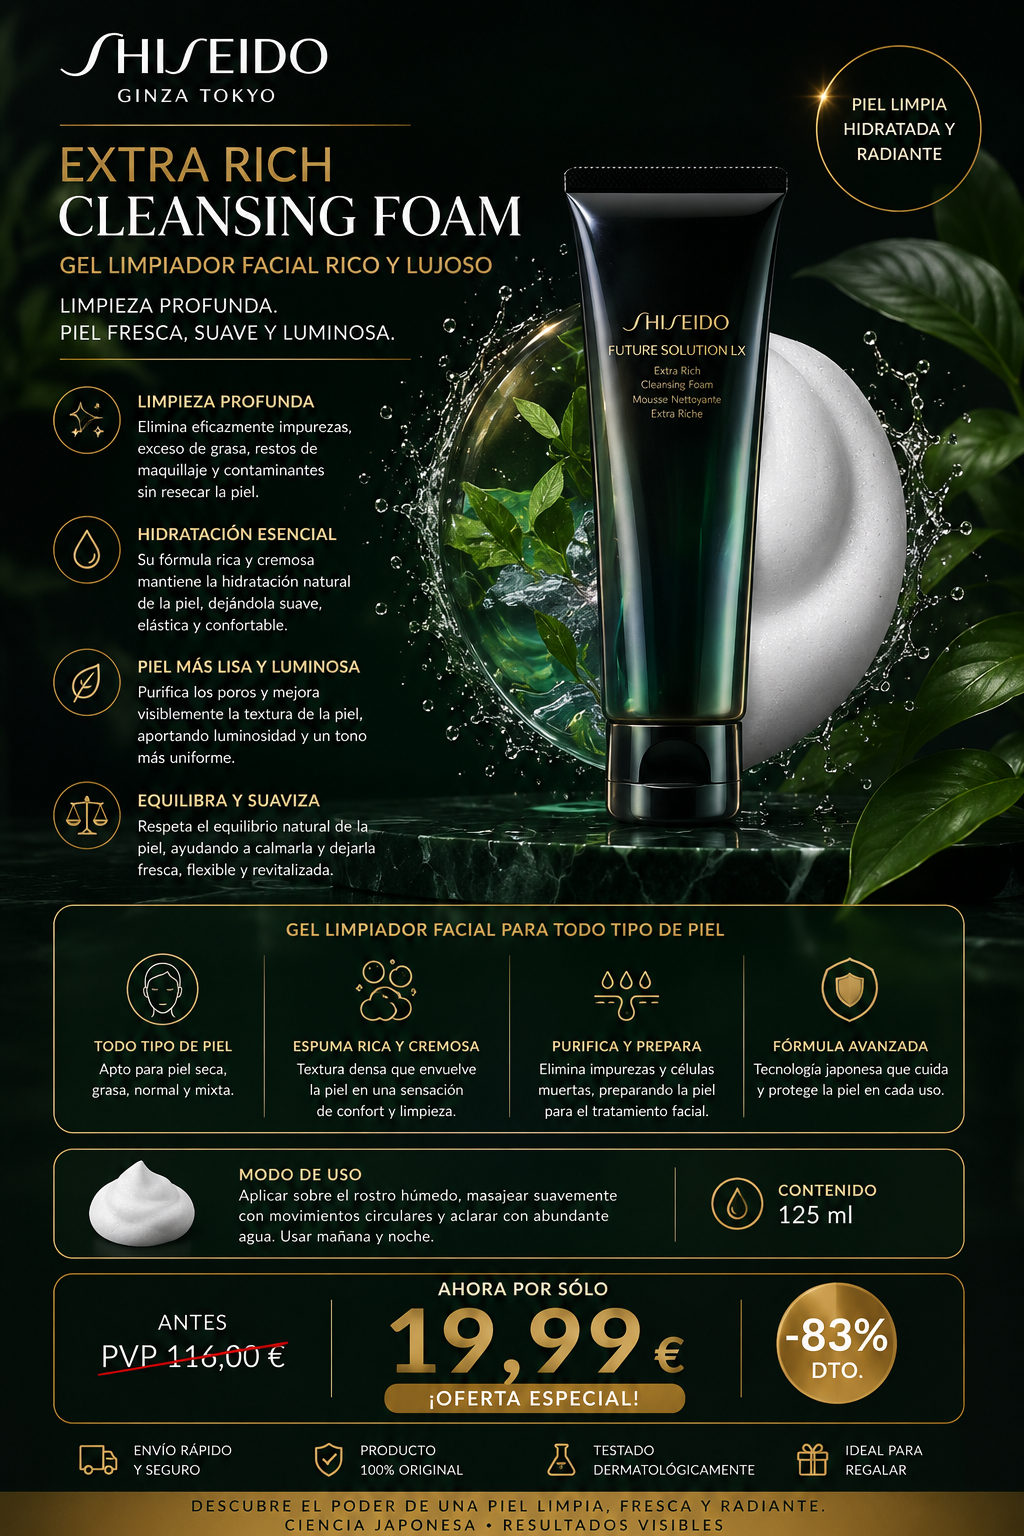 SHISEIDO
GINZA TOKYO
EXTRA RICH
CLEANSING FOAM
GEL LIMPIADOR FACIAL RICO Y LUJOSO
LIMPIEZA PROFUNDA.
PIEL FRESCA, SUAVE Y LUMINOSA.
PIEL LIMPIA
HIDRATADA Y
RADIANTE
LIMPIEZA PROFUNDA
Elimina eficazmente impurezas,
exceso de grasa, restos de
maquillaje y contaminantes
sin resecar la piel.
HIDRATACIÓN ESENCIAL
Su fórmula rica y cremosa
mantiene la hidratación natural
de la piel, dejándola suave,
elástica y confortable.
PIEL MÁS LISA Y LUMINOSA
Purifica los poros y mejora
visiblemente la textura de la piel,
aportando luminosidad y un tono
más uniforme.
EQUILIBRA Y SUAVIZA
Respeta el equilibrio natural de la
piel, ayudando a calmarla y dejarla
fresca, flexible y revitalizada.
SHISEIDO
FUTURE SOLUTION LX
Extra Rich
Cleansing Foam
Mousse Nettoyante
Extra Riche
GEL LIMPIADOR FACIAL PARA TODO TIPO DE PIEL
TODO TIPO DE PIEL
Apto para piel seca,
grasa, normal y mixta.
ESPUMA RICA Y CREMOSA
Textura densa que envuelve
la piel en una sensación
de confort y limpieza.
PURIFICA Y PREPARA
Elimina impurezas y células
muertas, preparando la piel
para el tratamiento facial.
FÓRMULA AVANZADA
Tecnología japonesa que cuida
y protege la piel en cada uso.
MODO DE USO
Aplicar sobre el rostro húmedo, masajear suavemente
con movimientos circulares y aclarar con abundante
agua. Usar mañana y noche.
CONTENIDO
125 ml
ANTES
PVP 116,00 €
AHORA POR SÓLO
19,99 €
¡OFERTA ESPECIAL!
-83%
DTO.
ENVÍO RÁPIDO
Y SEGURO
PRODUCTO
100% ORIGINAL
TESTADO
DERMATOLÓGICAMENTE
IDEAL PARA
REGALAR
DESCUBRE EL PODER DE UNA PIEL LIMPIA, FRESCA Y RADIANTE.
CIENCIA JAPONESA • RESULTADOS VISIBLES